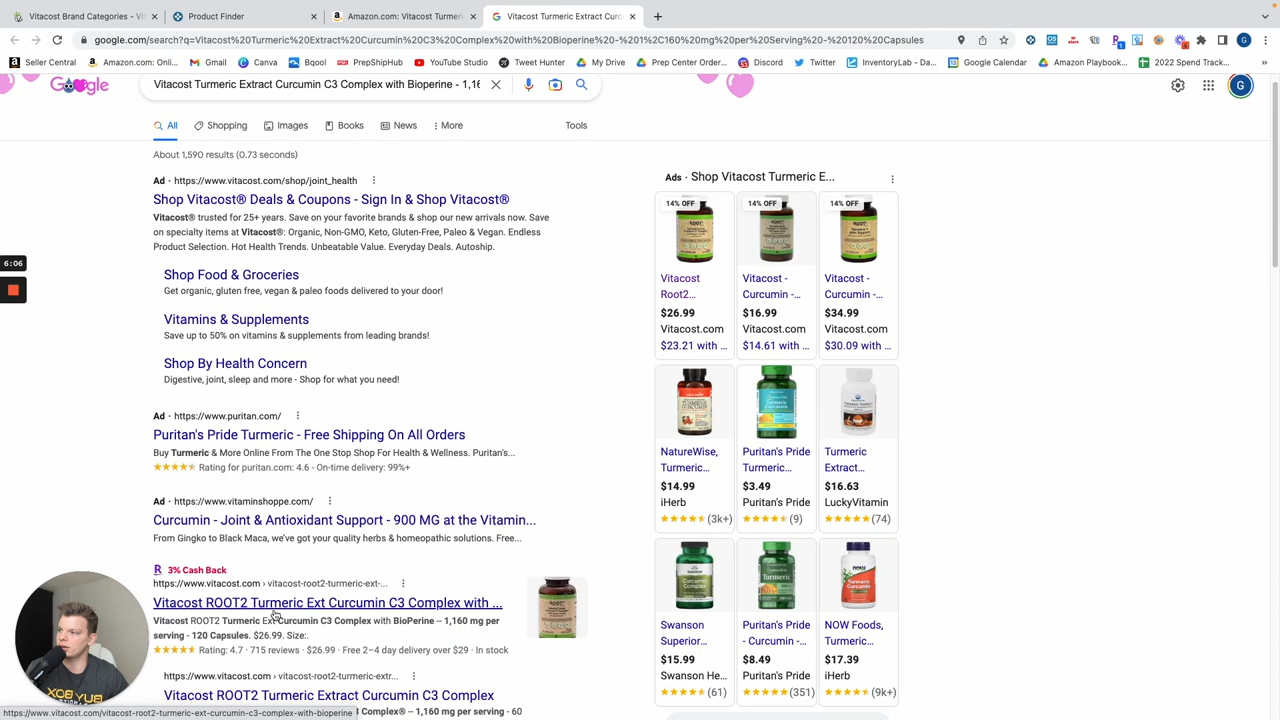 Vitacost Brand Categories - Vi
Product Finder
Amazon.com: Vitacost Turmeric
Vitacost Turmeric Extract Curc
google.com/search?q=Vitacost%20Turmeric%20Extract%20Curcumin%20C3%20Complex%20with%20Bioperine%20-%201%2C160%20mg%20per%20Serving%20-%20120%20Capsules
Seller Central
Amazon.com: Onli...
Gmail
Canva
Bqool
PrepShipHub
YouTube Studio
Tweet Hunter
My Drive
Prep Center Order...
Discord
Twitter
InventoryLab - Da...
Google Calendar
Amazon Playbook...
2022 Spend Track...
Vitacost Turmeric Extract Curcumin C3 Complex with Bioperine - 1,16
G
All
Shopping
Images
Books
News
More
Tools
About 1,590 results (0.73 seconds)
Ad · https://www.vitacost.com/shop/joint_health
Shop Vitacost® Deals & Coupons - Sign In & Shop Vitacost®
Vitacost® trusted for 25+ years. Save on your favorite brands & shop our new arrivals now. Save
on specialty items at Vitacost®: Organic, Non-GMO, Keto, Gluten-Free, Paleo & Vegan. Endless
Product Selection. Hot Health Trends. Unbeatable Value. Everyday Deals. Autoship.
Shop Food & Groceries
Get organic, gluten free, vegan & paleo foods delivered to your door!
Vitamins & Supplements
Save up to 50% on vitamins & supplements from leading brands!
Shop By Health Concern
Digestive, joint, sleep and more - Shop for what you need!
Ad · https://www.puritan.com/
Puritan's Pride Turmeric - Free Shipping On All Orders
Buy Turmeric & More Online From The One Stop Shop For Health & Wellness. Puritan's...
Rating for puritan.com: 4.6 - On-time delivery: 99%+
Ad · https://www.vitaminshoppe.com/
Curcumin - Joint & Antioxidant Support - 900 MG at the Vitamin...
From Gingko to Black Maca, we've got your quality herbs & homeopathic solutions. Free...
R 3% Cash Back
https://www.vitacost.com › vitacost-root2-turmeric-ext-...
Vitacost ROOT2 Turmeric Ext Curcumin C3 Complex with ...
Vitacost ROOT2 Turmeric Ext Curcumin C3 Complex with BioPerine – 1,160 mg per
serving - 120 Capsules. $26.99. Size:.
Rating: 4.7 · 715 reviews · $26.99 · Free 2–4 day delivery over $29 · In stock
https://www.vitacost.com › vitacost-root2-turmeric-extr...
Vitacost ROOT2 Turmeric Extract Curcumin C3 Complex
3 Complex® – 1,160 mg per serving - 60
https://www.vitacost.com/vitacost-root2-turmeric-ext-curcumin-c3-complex-with-bioperine
6:06
Ads · Shop Vitacost Turmeric E...
14% OFF
14% OFF
14% OFF
Vitacost Root2...
$26.99
Vitacost.com
$23.21 with ...
Vitacost - Curcumin -...
$16.99
Vitacost.com
$14.61 with ...
Vitacost - Curcumin -...
$34.99
Vitacost.com
$30.09 with ...
NatureWise, Turmeric...
$14.99
iHerb
(3k+)
Puritan's Pride Turmeric...
$3.49
Puritan's Pride
(9)
Turmeric Extract...
$16.63
LuckyVitamin
(74)
Swanson Superior...
$15.99
Swanson He...
(61)
Puritan's Pride - Curcumin -...
$8.49
Puritan's Pride
(351)
NOW Foods, Turmeric...
$17.39
iHerb
(9k+)